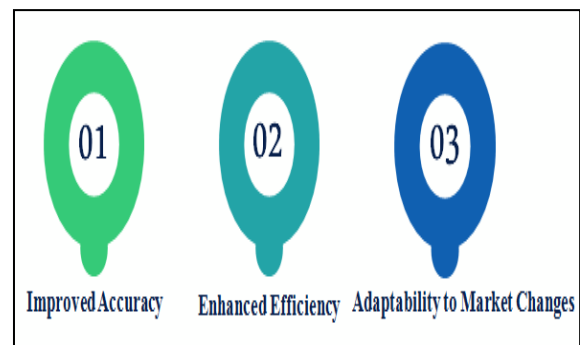 01
02
03
Improved Accuracy
Enhanced Efficiency
Adaptability to Market Changes